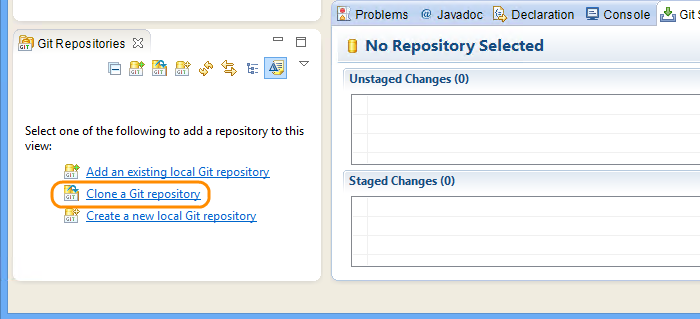 Git Repositories
Select one of the following to add a repository to this
view:
Add an existing local Git repository
Clone a Git repository
Create a new local Git repository
Problems @ Javadoc Declaration Console Git S
No Repository Selected
Unstaged Changes (0)
Staged Changes (0)